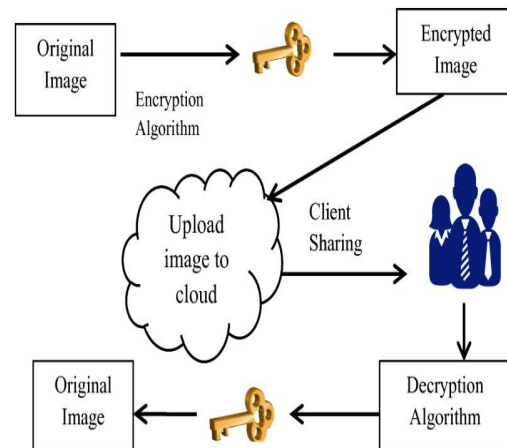 Original
Image
Encryption
Algorithm
Encrypted
Image
Upload
image to
cloud
Client
Sharing
Original
Image
Decryption
Algorithm